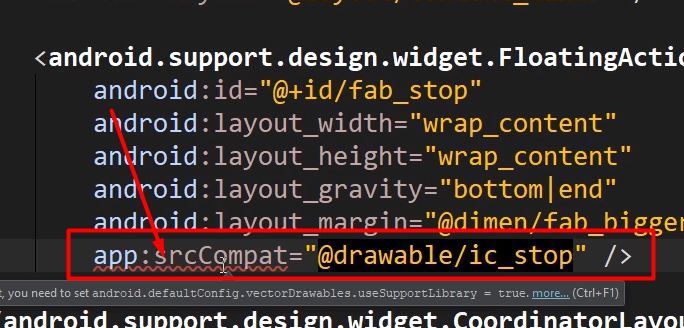 <android.support.design.widget.FloatingActio
android:id="@+id/fab_stop"
android:layout_width="wrap_content"
android:layout_height="wrap_content"
android:layout_gravity="bottom|end"
android:layout_margin="@dimen/fab_bigger
app:srcCompat="@drawable/ic_stop" />
t, you need to set android.defaultConfig.vectorDrawables.useSupportLibrary = true. more... (Ctrl+F1)
/android.support.design.widget.CoordinatorLayou